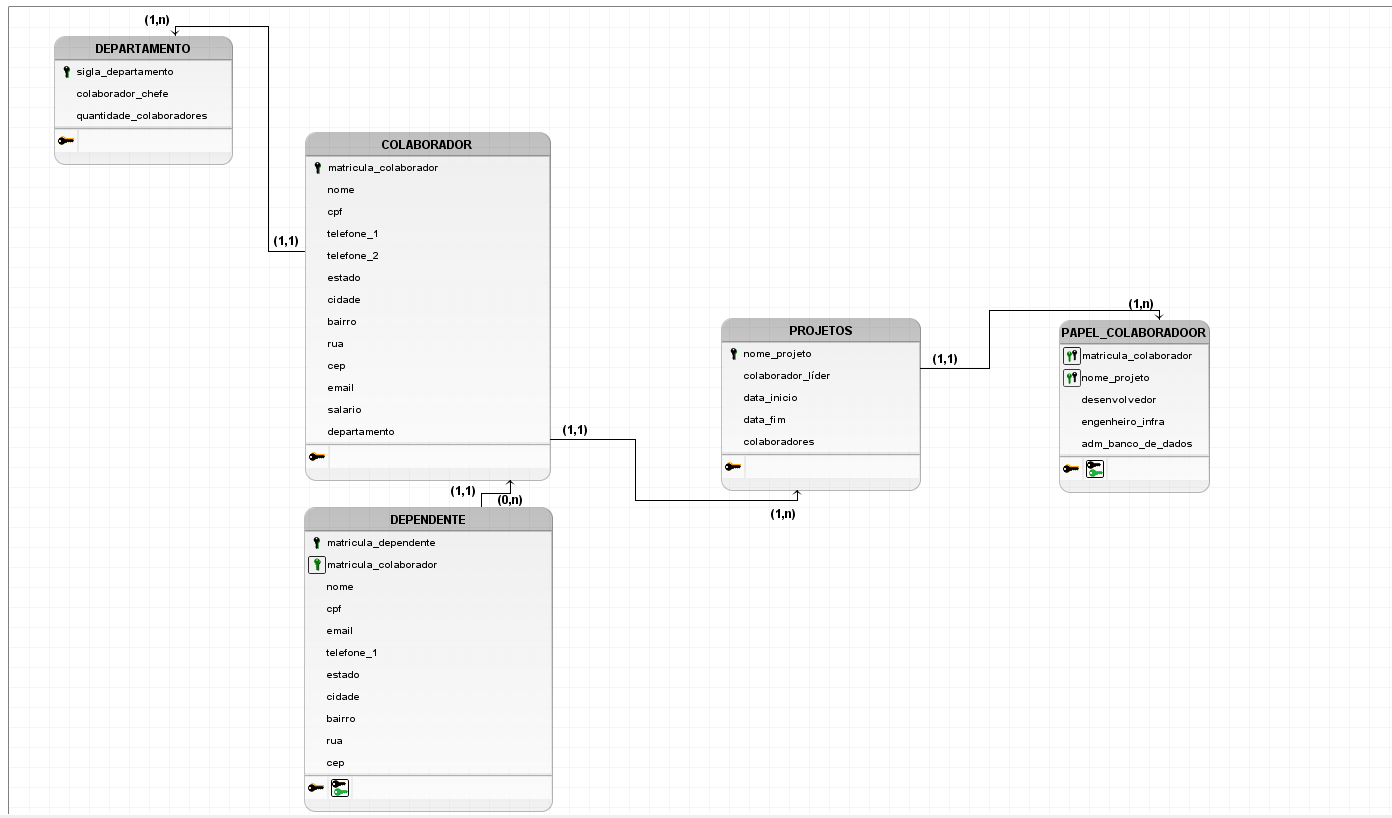 (1,n)
DEPARTAMENTO
sigla_departamento
colaborador_chefe
quantidade_colaboradores
(1,1)
COLABORADOR
matricula_colaborador
nome
cpf
telefone_1
telefone_2
estado
cidade
bairro
rua
cep
email
salario
departamento
(1,1)
(1,n)
PROJETOS
nome_projeto
colaborador_líder
data_inicio
data_fim
colaboradores
(1,1)
(1,n)
PAPEL_COLABORADOOR
matricula_colaborador
nome_projeto
desenvolvedor
engenheiro_infra
adm_banco_de_dados
(1,1)
(0,n)
DEPENDENTE
matricula_dependente
matricula_colaborador
nome
cpf
email
telefone_1
estado
cidade
bairro
rua
cep